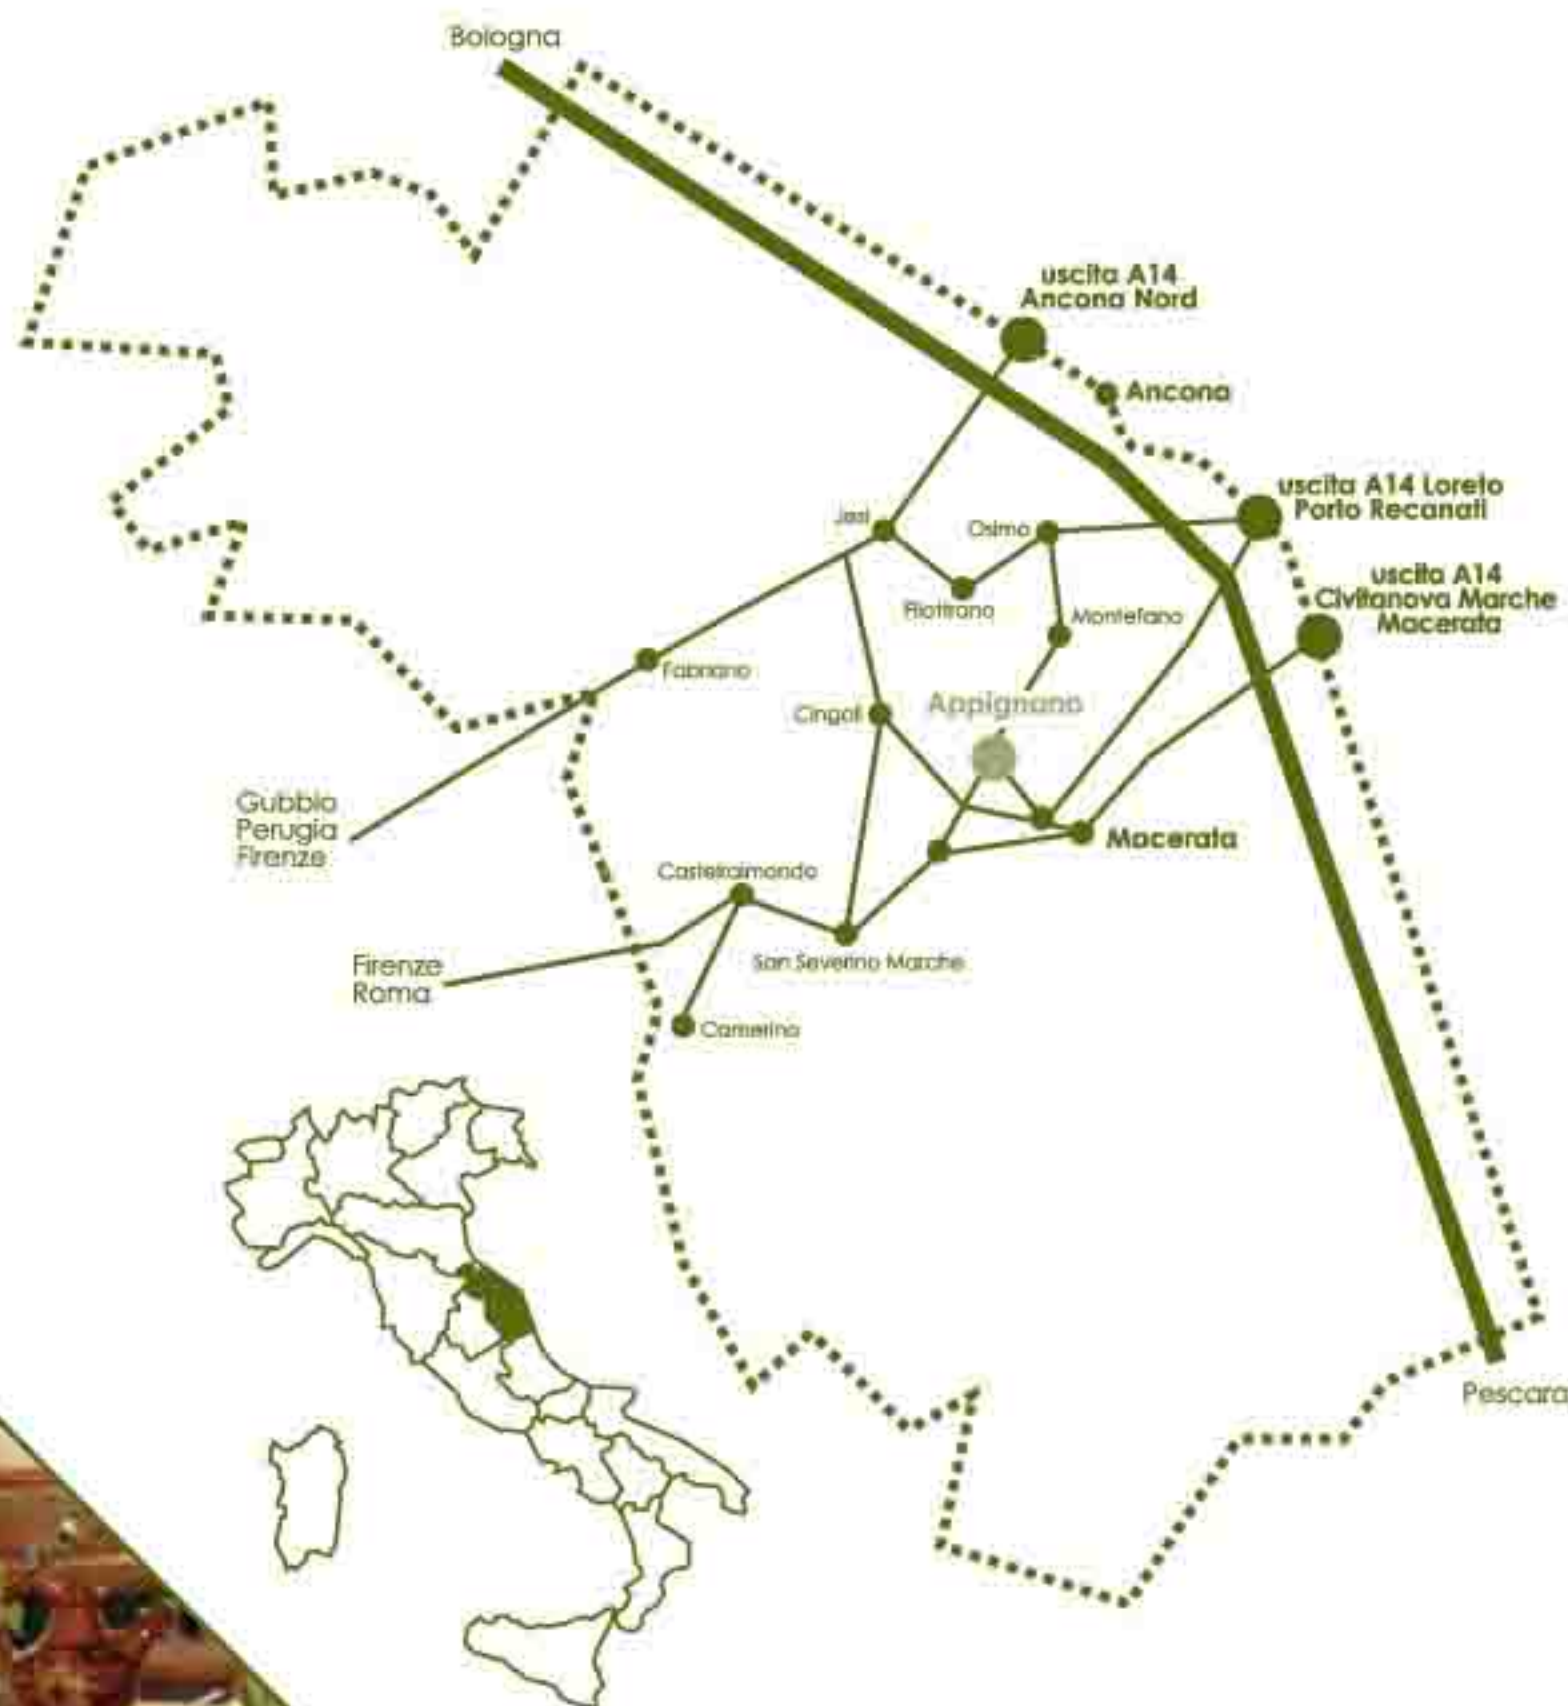 Bologna
uscita A14
Ancona Nord
Ancona
uscita A14 Loreto
Porto Recanati
uscita A14
Civitanova Marche
Macerata
Jesi
Osimo
Filottrano
Montefano
Fabriano
Cingoli
Appignano
Gubbio
Perugia
Firenze
Macerata
Castelraimondo
Firenze
Roma
San Severino Marche
Camerino
Pescara